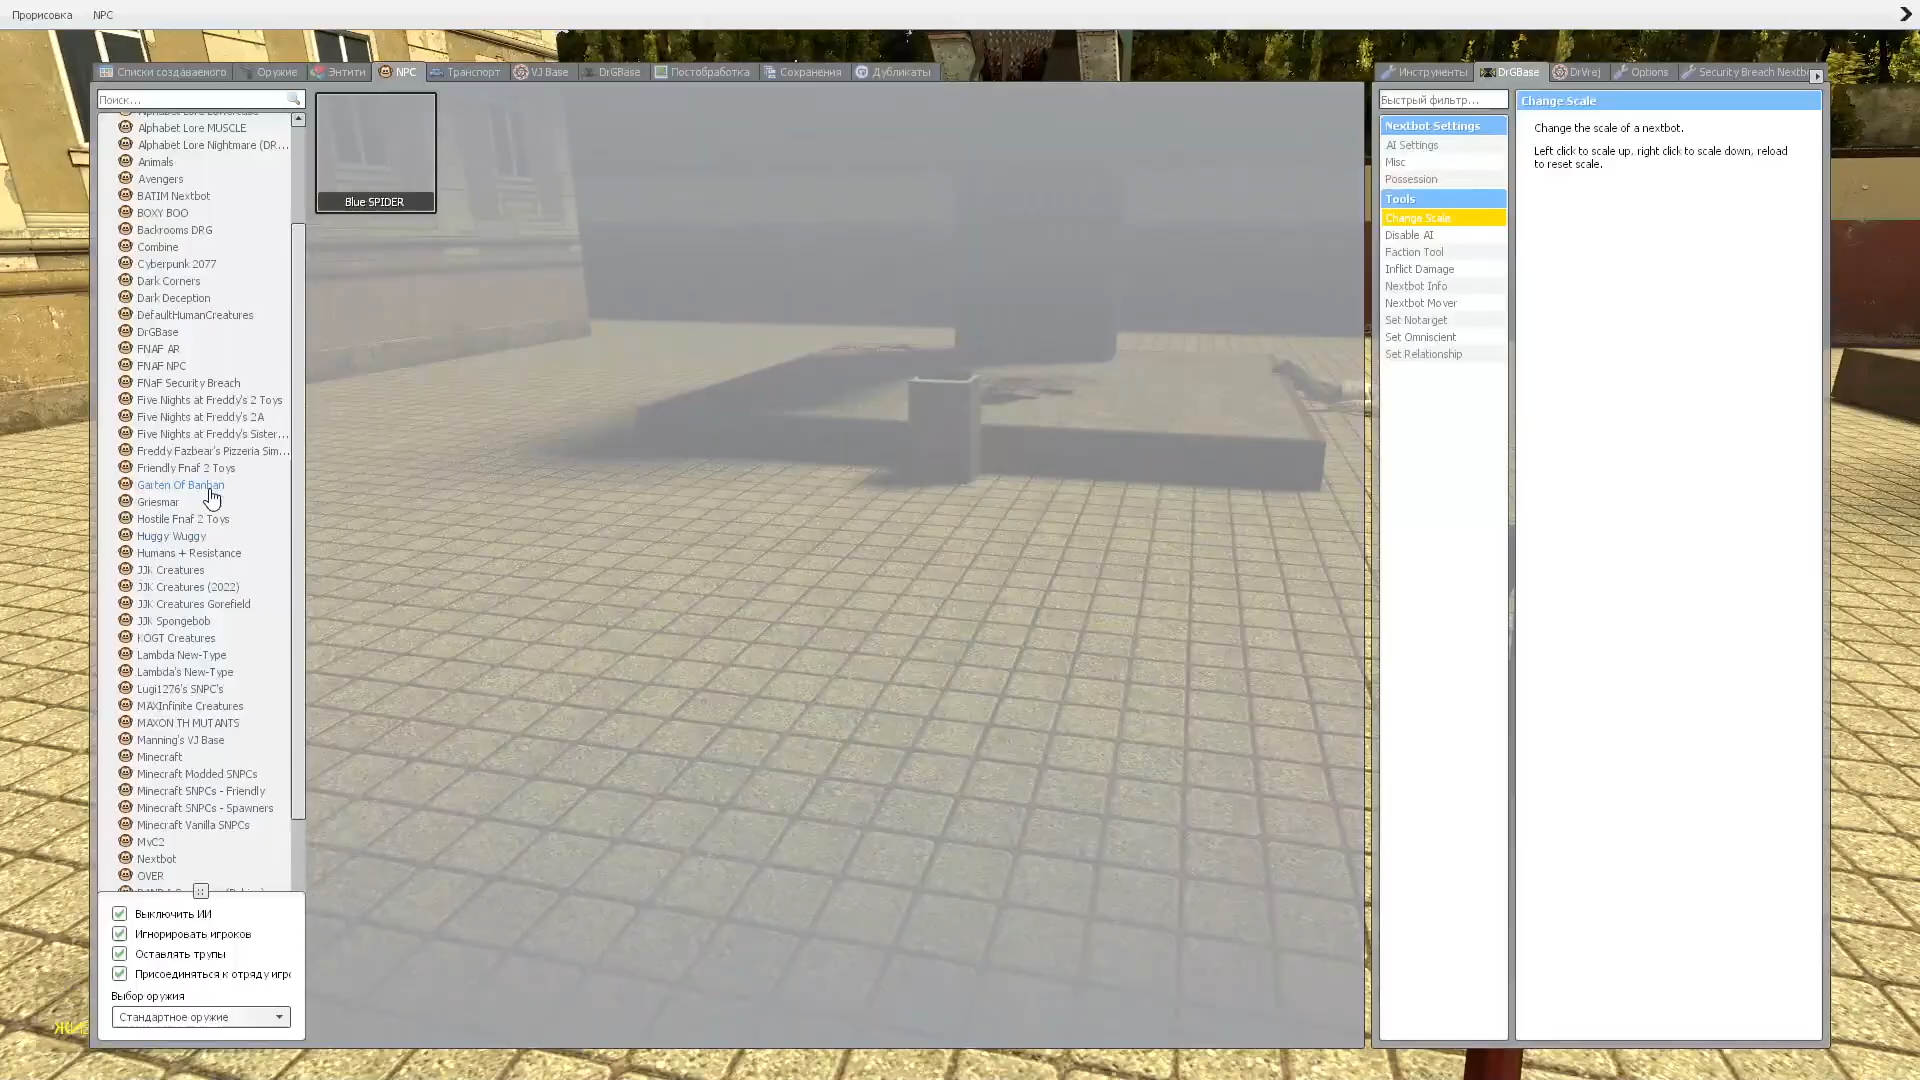 Прорисовка NPC
Списки создаваемого Оружие Энтити NPC Транспорт VJ Base DrGBase Постобработка Сохранения Дубликаты
Инструменты DrGBase DrVrej Options Security Breach Nextb
Поиск...
Alphabet Lore Lowercase
Alphabet Lore MUSCLE
Alphabet Lore Nightmare (DR...
Animals
Avengers
BATIM Nextbot
BOXY BOO
Backrooms DRG
Combine
Cyberpunk 2077
Dark Corners
Dark Deception
DefaultHumanCreatures
DrGBase
FNAF AR
FNAF NPC
FNaF Security Breach
Five Nights at Freddy's 2 Toys
Five Nights at Freddy's 2A
Five Nights at Freddy's Sister...
Freddy Fazbear's Pizzeria Sim...
Friendly Fnaf 2 Toys
Garten Of Banban
Griesmar
Hostile Fnaf 2 Toys
Huggy Wuggy
Humans + Resistance
JJK Creatures
JJK Creatures (2022)
JJK Creatures Gorefield
JJK Spongebob
KOGT Creatures
Lambda New-Type
Lambda's New-Type
Lugi1276's SNPC's
MAXInfinite Creatures
MAXON TH MUTANTS
Manning's VJ Base
Minecraft
Minecraft Modded SNPCs
Minecraft SNPCs - Friendly
Minecraft SNPCs - Spawners
Minecraft Vanilla SNPCs
MvC2
Nextbot
OVER
Выключить ИИ
Игнорировать игроков
Оставлять трупы
Присоединяться к отряду игро
Выбор оружия
Стандартное оружие
Blue SPIDER
Быстрый фильтр...
Nextbot Settings
AI Settings
Misc
Possession
Tools
Change Scale
Disable AI
Faction Tool
Inflict Damage
Nextbot Info
Nextbot Mover
Set Notarget
Set Omniscient
Set Relationship
Change Scale
Change the scale of a nextbot.
Left click to scale up, right click to scale down, reload
to reset scale.